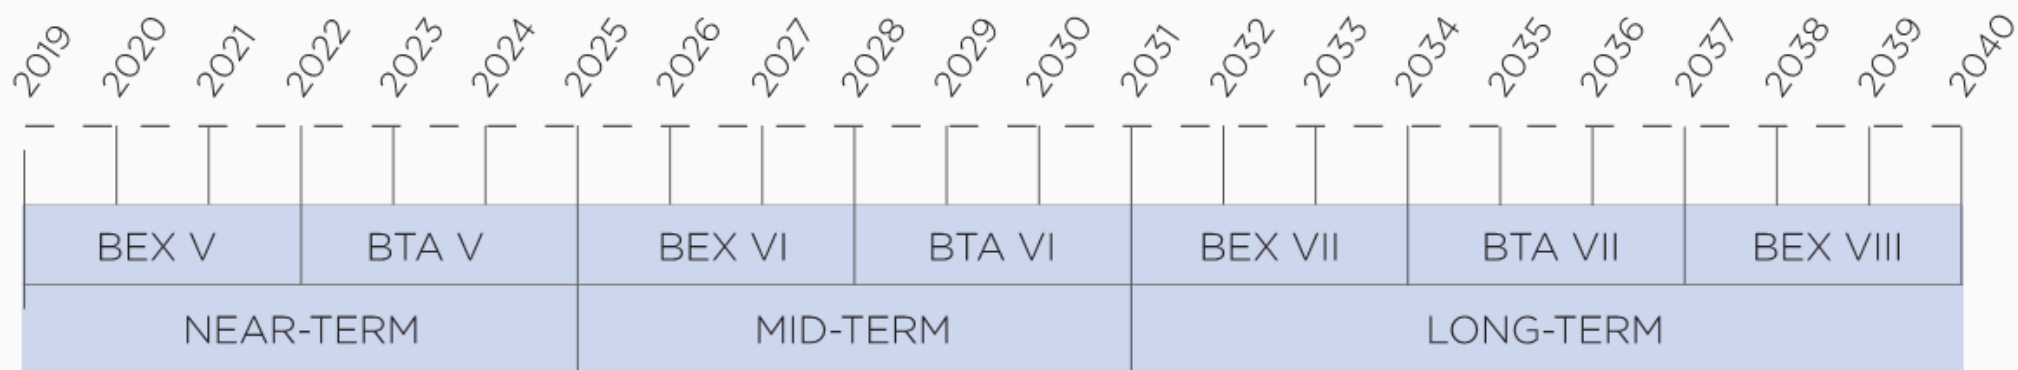 2019 2020 2021 2022 2023 2024 2025 2026 2027 2028 2029 2030 2031 2032 2033 2034 2035 2036 2037 2038 2039 2040
BEX V BTA V BEX VI BTA VI BEX VII BTA VII BEX VIII
NEAR-TERM MID-TERM LONG-TERM